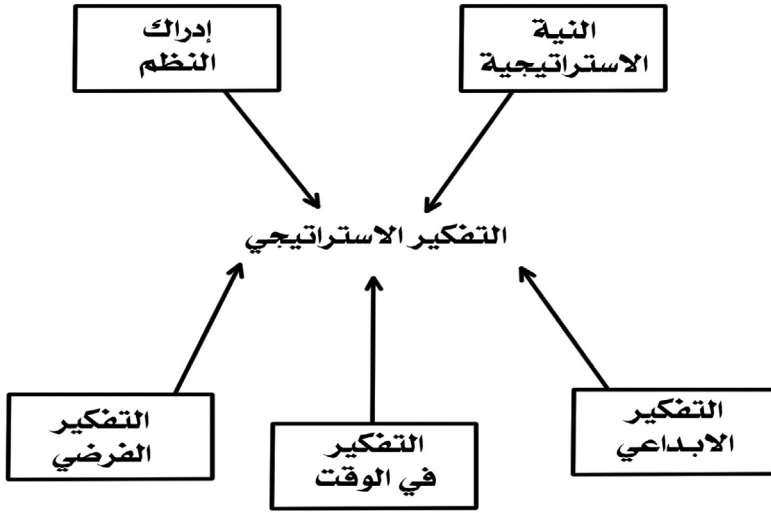 النية
الاستراتيجية
إدراك
النظم
التفكير الاستراتيجي
التفكير
الابداعي
التفكير
في الوقت
التفكير
الفرضي